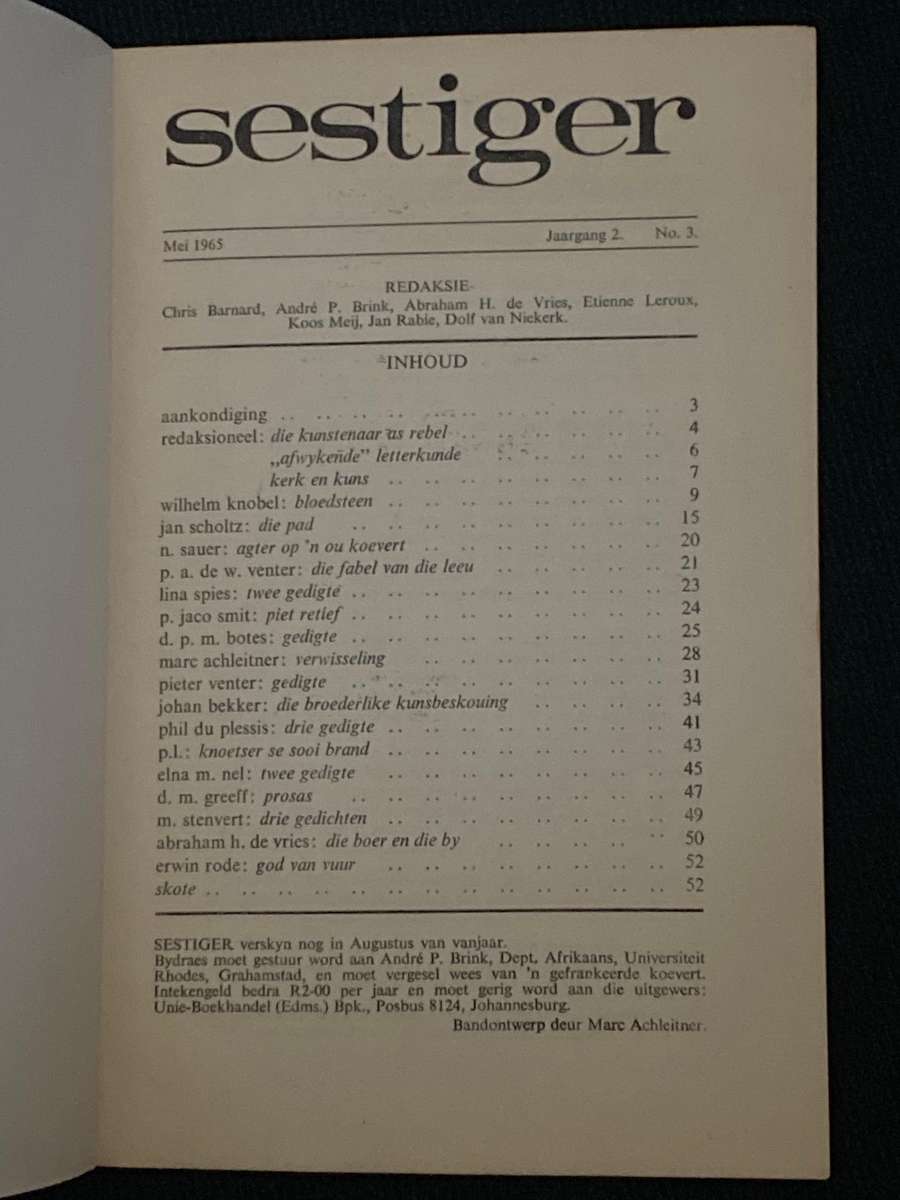 sestiger
Mei 1965 Jaargang 2. No. 3.
REDAKSIE
Chris Barnard, André P. Brink, Abraham H. de Vries, Etienne Leroux,
Koos Meij, Jan Rabie, Dolf van Niekerk.
INHOUD
aankondiging .. .. .. .. .. .. .. .. .. .. .. 3
redaksioneel: die kunstenaar as rebel .. .. .. .. .. .. 4
„afwykende” letterkunde .. .. .. .. .. 6
kerk en kuns .. .. .. .. .. .. .. .. 7
wilhelm knobel: bloedsteen .. .. .. .. .. .. .. .. 9
jan scholtz: die pad .. .. .. .. .. .. .. .. .. 15
n. sauer: agter op 'n ou koevert .. .. .. .. .. .. .. 20
p. a. de w. venter: die fabel van die leeu .. .. .. .. .. 21
lina spies: twee gedigte .. .. .. .. .. .. .. .. .. 23
p. jaco smit: piet retief .. .. .. .. .. .. .. .. .. 24
d. p. m. botes: gedigte .. .. .. .. .. .. .. .. .. 25
marc achleitner: verwisseling .. .. .. .. .. .. .. 28
pieter venter: gedigte .. .. .. .. .. .. .. .. .. 31
johan bekker: die broederlike kunsbeskouing .. .. .. .. 34
phil du plessis: drie gedigte .. .. .. .. .. .. .. .. 41
p.l.: knoetser se sooi brand .. .. .. .. .. .. .. .. 43
elna m. nel: twee gedigte .. .. .. .. .. .. .. .. 45
d. m. greeff: prosas .. .. .. .. .. .. .. .. .. 47
m. stenvert: drie gedichten .. .. .. .. .. .. .. .. 49
abraham h. de vries: die boer en die by .. .. .. .. .. 50
erwin rode: god van vuur .. .. .. .. .. .. .. .. 52
skote .. .. .. .. .. .. .. .. .. .. .. .. .. 52
SESTIGER verskyn nog in Augustus van vanjaar.
Bydraes moet gestuur word aan André P. Brink, Dept. Afrikaans, Universiteit
Rhodes, Grahamstad, en moet vergesel wees van 'n gefrankeerde koevert.
Intekengeld bedra R2-00 per jaar en moet gerig word aan die uitgewers:
Unie-Boekhandel (Edms.) Bpk., Posbus 8124, Johannesburg.
Bandontwerp deur Marc Achleitner.